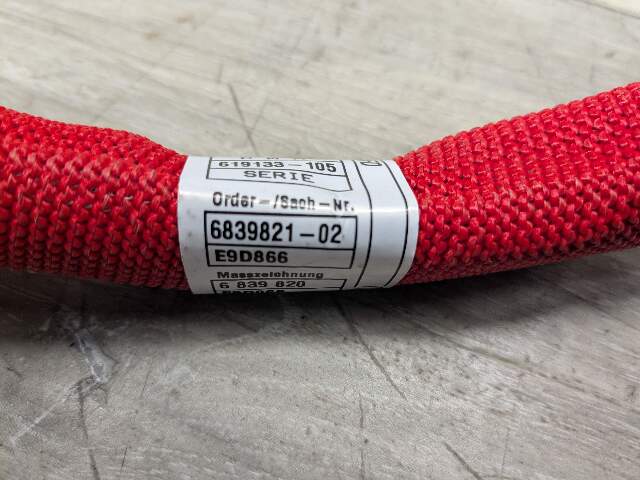 619133-105
SERIE
Order-/Sach-Nr.
6839821-02
E9D866
Masszeichnung
6 839 820